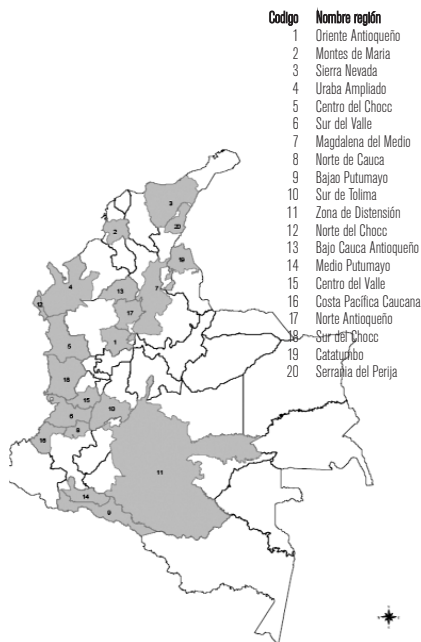 Codigo Nombre región
1 Oriente Antioqueño
2 Montes de Maria
3 Sierra Nevada
4 Uraba Ampliado
5 Centro del Chocc
6 Sur del Valle
7 Magdalena del Medio
8 Norte de Cauca
9 Bajao Putumayo
10 Sur de Tolima
11 Zona de Distensión
12 Norte del Chocc
13 Bajo Cauca Antioqueño
14 Medio Putumayo
15 Centro del Valle
16 Costa Pacífica Caucana
17 Norte Antioqueño
18 Sur del Chocc
19 Catatumbo
20 Serrania del Perija
3
20
2
19
4
7
13
12
17
5
1
18
15
10
6
8
16
11
14
9